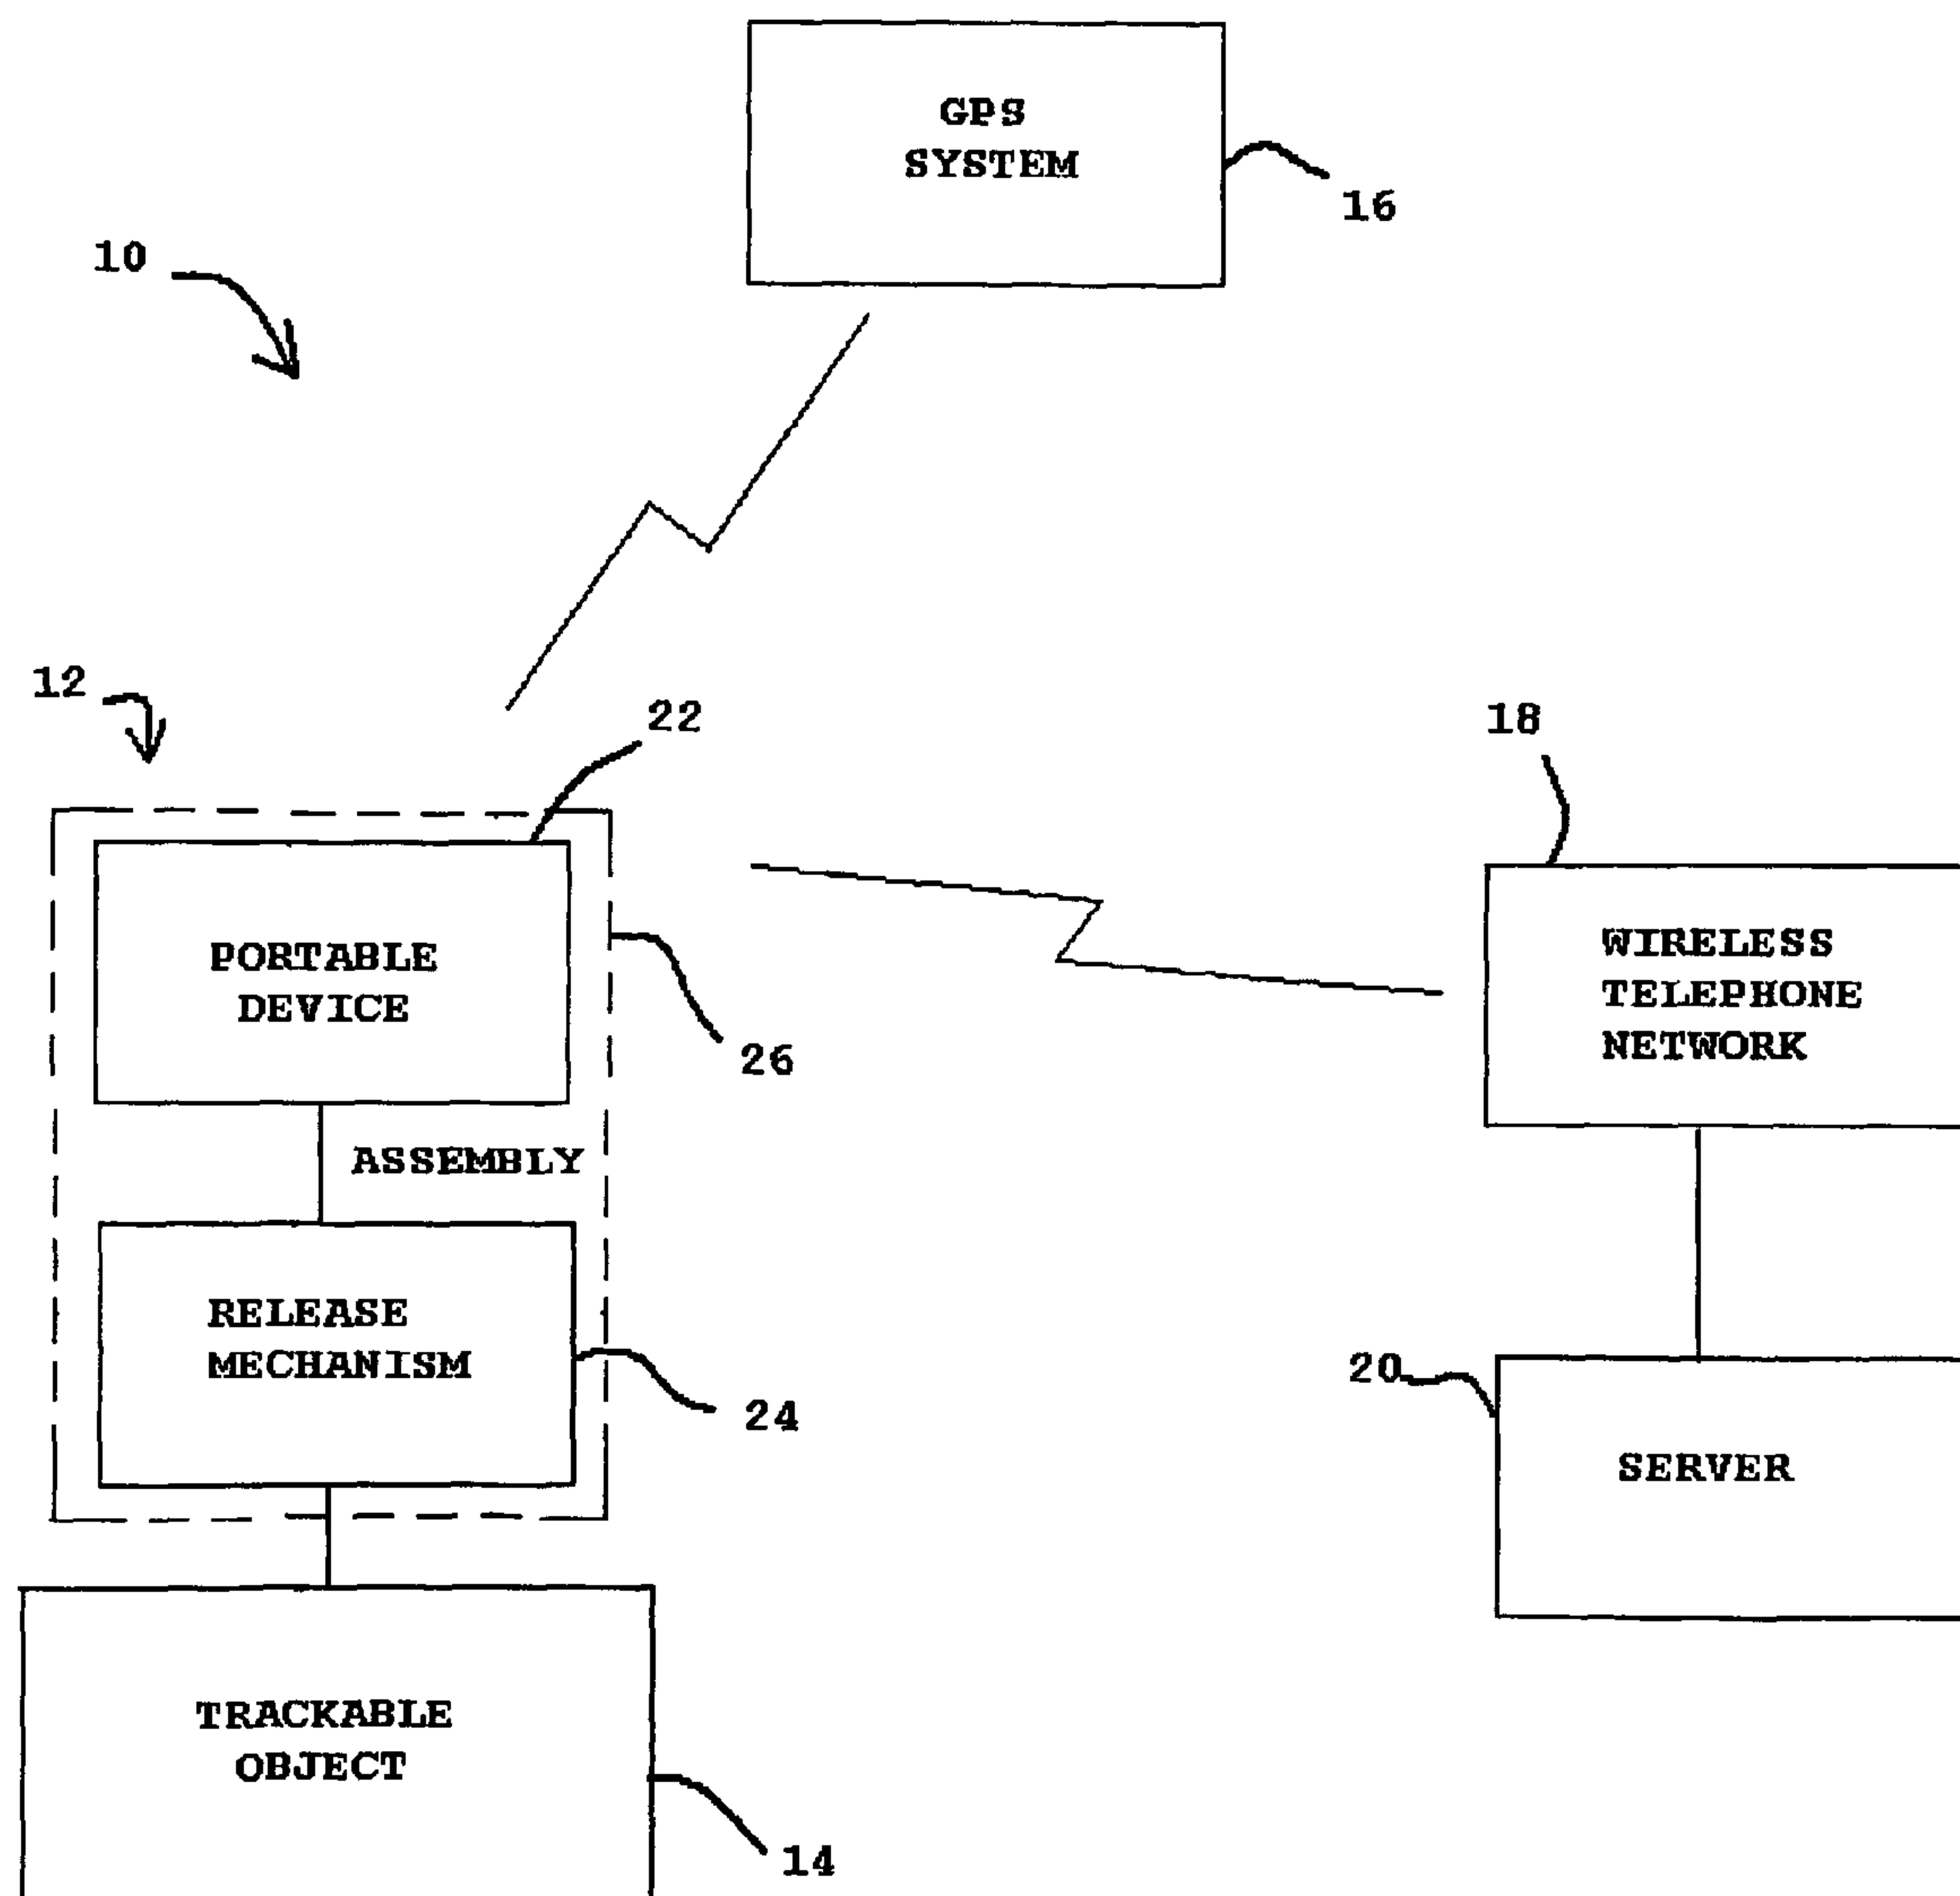 GPS
SYSTEM
16
10
12
22
18
PORTABLE
DEVICE
26
WIRELESS
TELEPHONE
NETWORK
ASSEMBLY
RELEASE
MECHANISM
24
20
SERVER
TRACKABLE
OBJECT
14